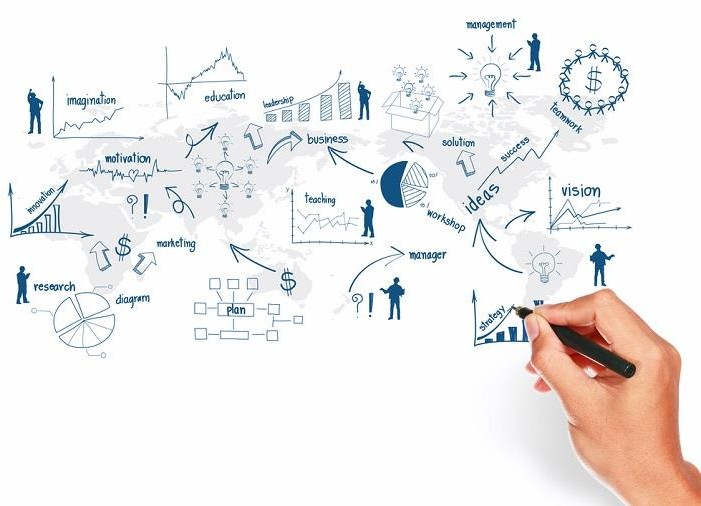 management
imagination
education
leadership
$
teamwork
business
solution
success
motivation
ideas
vision
innovation
? !
teaching
Y
X
workshop
$
marketing
manager
research
diagram
$
plan
? !
strategy